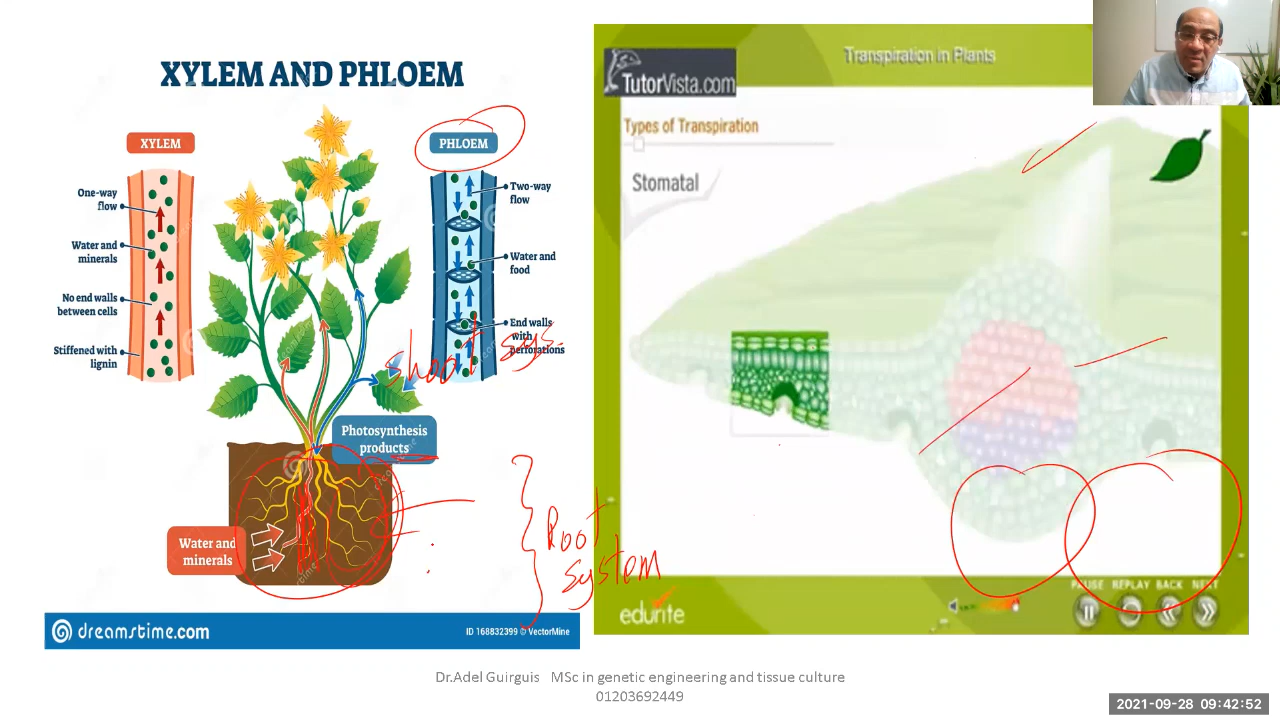 XYLEM AND PHLOEM
XYLEM
One-way
flow
Water and
minerals
No end walls
between cells
Stiffened with
lignin
PHLOEM
Two-way
flow
Water and
food
End walls
with
perforations
shoot sys.
Photosynthesis
products
Water and
minerals
Root
system
dreamstime.com
ID 168832399 © VectorMine
TutorVista.com
Transpiration in Plants
Types of Transpiration
Stomatal
edurite
PAUSE REPLAY BACK NEXT
Dr.Adel Guirguis MSc in genetic engineering and tissue culture
01203692449
2021-09-28 09:42:52